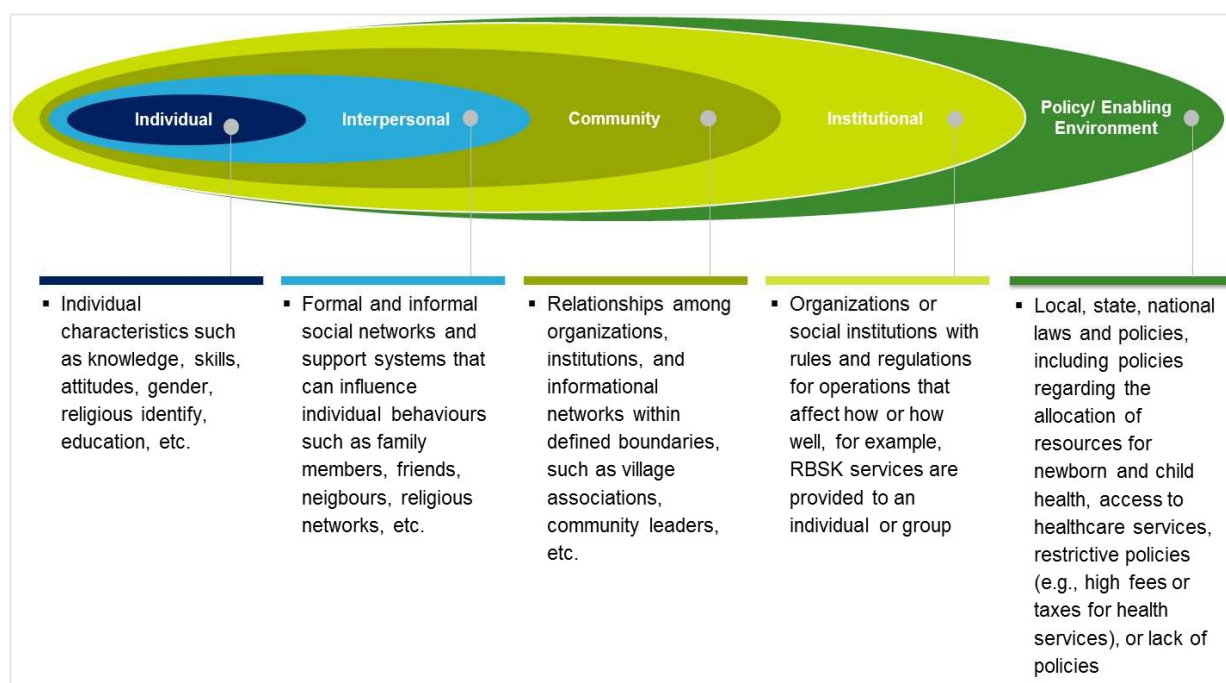 Individual
Interpersonal
Community
Institutional
Policy/ Enabling
Environment
▪ Individual
characteristics such
as knowledge, skills,
attitudes, gender,
religious identify,
education, etc.
▪ Formal and informal
social networks and
support systems that
can influence
individual behaviours
such as family
members, friends,
neigbours, religious
networks, etc.
▪ Relationships among
organizations,
institutions, and
informational
networks within
defined boundaries,
such as village
associations,
community leaders,
etc.
▪ Organizations or
social institutions with
rules and regulations
for operations that
affect how or how
well, for example,
RBSK services are
provided to an
individual or group
▪ Local, state, national
laws and policies,
including policies
regarding the
allocation of
resources for
newborn and child
health, access to
healthcare services,
restrictive policies
(e.g., high fees or
taxes for health
services), or lack of
policies